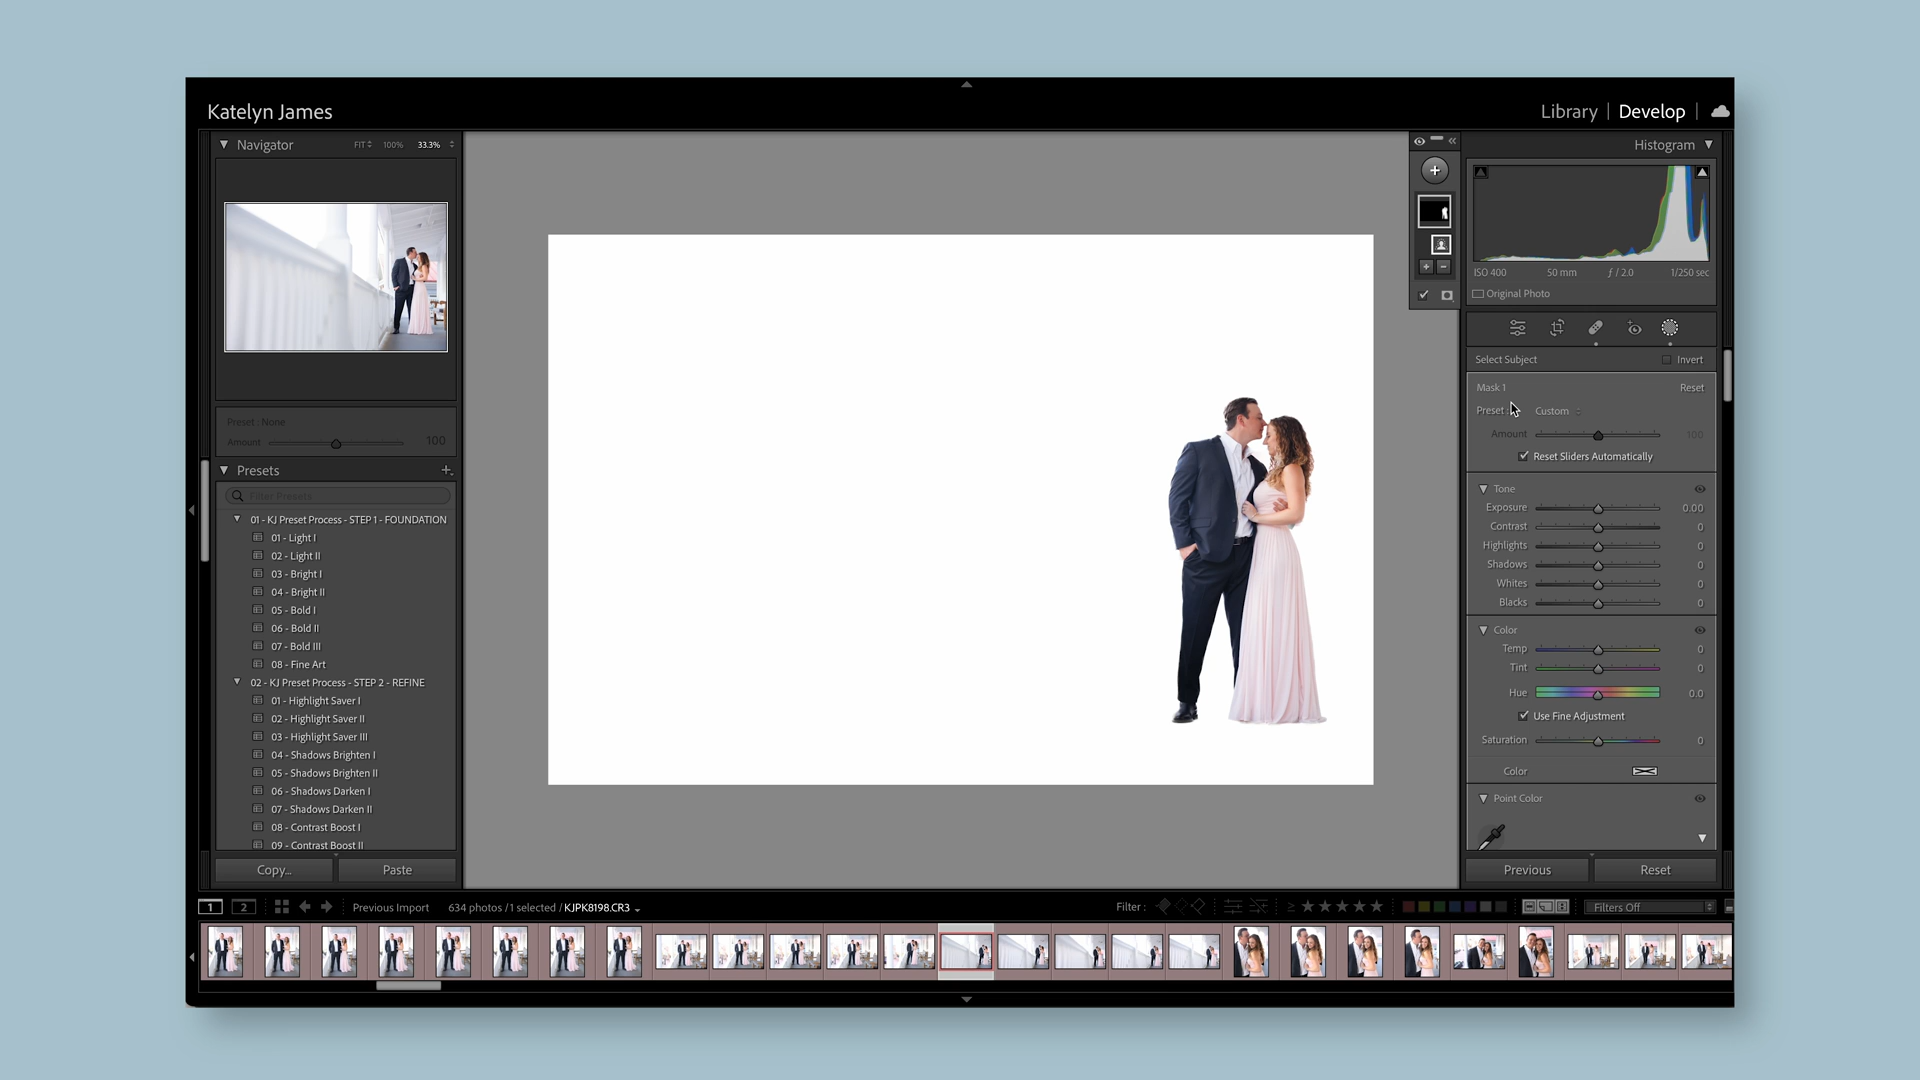 Katelyn James
Library | Develop |
Navigator FIT 100% 33.3%
Preset : None
Amount 100
Presets
Filter Presets
01 - KJ Preset Process - STEP 1 - FOUNDATION
01 - Light I
02 - Light II
03 - Bright I
04 - Bright II
05 - Bold I
06 - Bold II
07 - Bold III
08 - Fine Art
02 - KJ Preset Process - STEP 2 - REFINE
01 - Highlight Saver I
02 - Highlight Saver II
03 - Highlight Saver III
04 - Shadows Brighten I
05 - Shadows Brighten II
06 - Shadows Darken I
07 - Shadows Darken II
08 - Contrast Boost I
09 - Contrast Boost II
Copy... Paste
Histogram
ISO 400 50 mm ƒ / 2.0 1/250 sec
Original Photo
Select Subject Invert
Mask 1 Reset
Preset : Custom
Amount 100
Reset Sliders Automatically
Tone
Exposure 0.00
Contrast 0
Highlights 0
Shadows 0
Whites 0
Blacks 0
Color
Temp 0
Tint 0
Hue 0.0
Use Fine Adjustment
Saturation 0
Color
Point Color
Previous Reset
1 2 Previous Import 634 photos / 1 selected / KJPK8198.CR3 Filter : ≥ ★ ★ ★ ★ ★ Filters Off